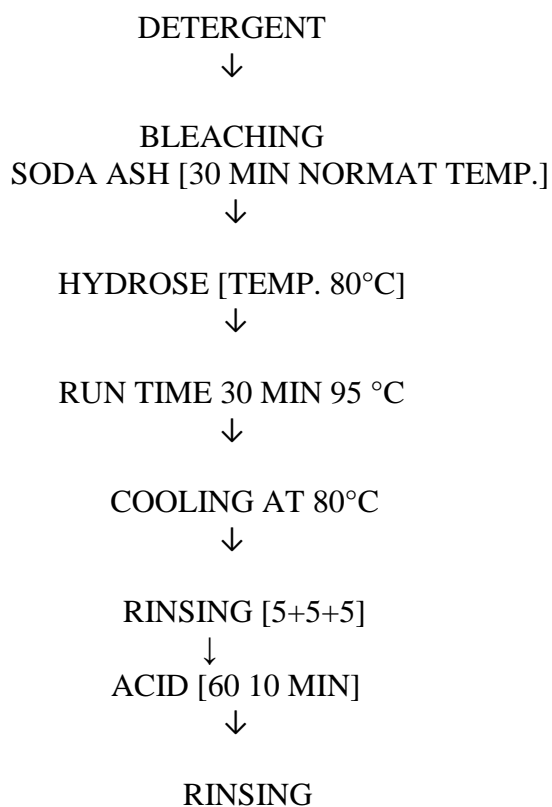 DETERGENT
↓
BLEACHING
SODA ASH [30 MIN NORMAT TEMP.]
↓
HYDROSE [TEMP. 80°C]
↓
RUN TIME 30 MIN 95 °C
↓
COOLING AT 80°C
↓
RINSING [5+5+5]
↓
ACID [60 10 MIN]
↓
RINSING